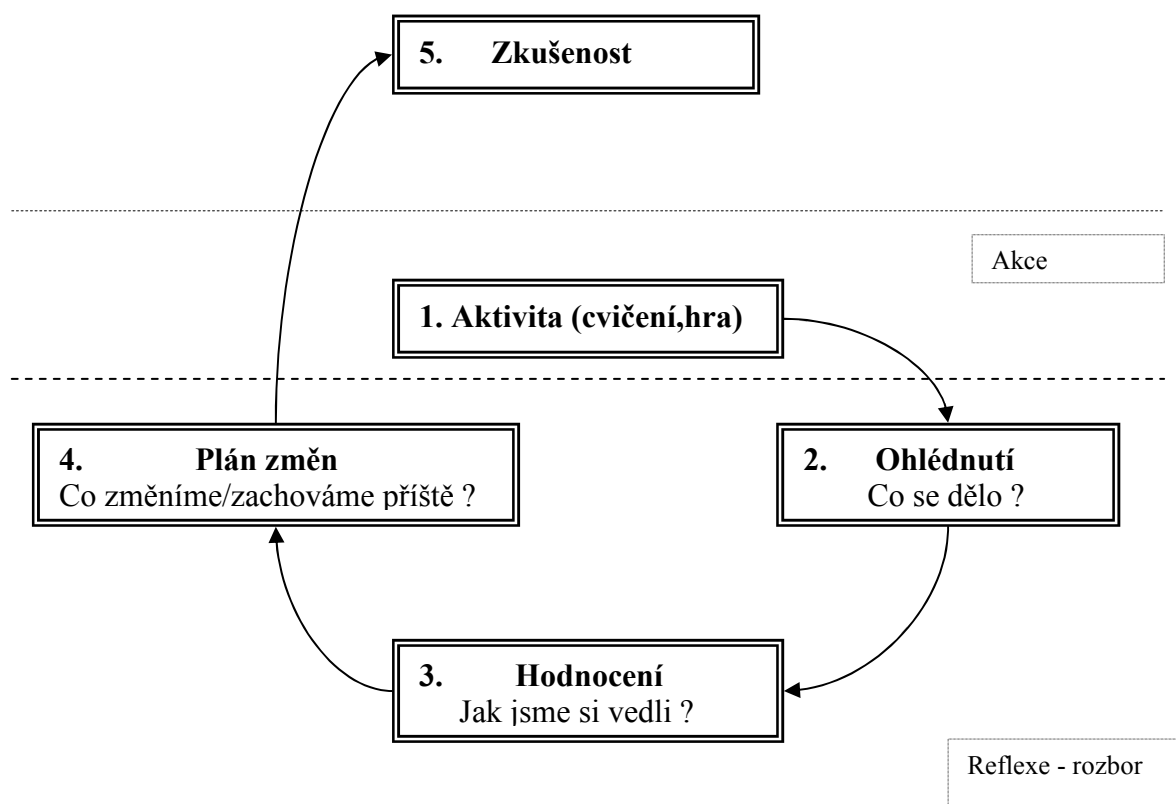 5. Zkušenost
Akce
1. Aktivita (cvičení,hra)
4. Plán změn
Co změníme/zachováme příště ?
2. Ohlédnutí
Co se dělo ?
3. Hodnocení
Jak jsme si vedli ?
Reflexe - rozbor